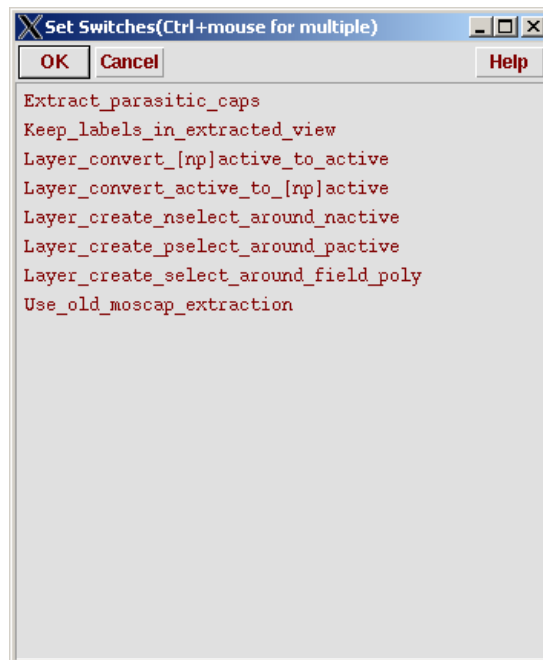 Set Switches(Ctrl+mouse for multiple)
OK Cancel Help
Extract_parasitic_caps
Keep_labels_in_extracted_view
Layer_convert_[np]active_to_active
Layer_convert_active_to_[np]active
Layer_create_nselect_around_nactive
Layer_create_pselect_around_pactive
Layer_create_select_around_field_poly
Use_old_moscap_extraction